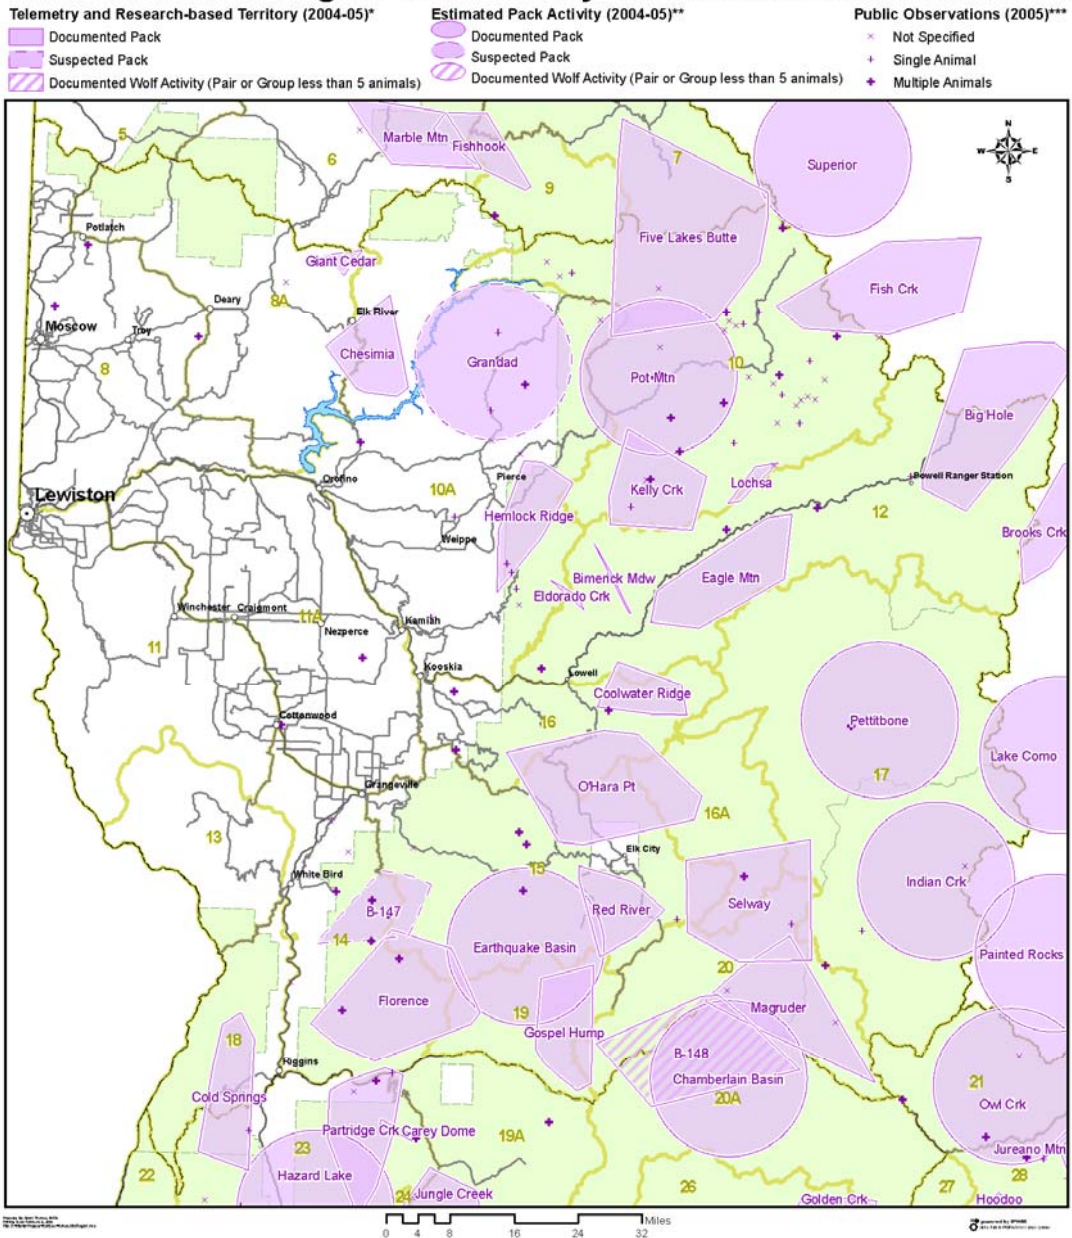 Telemetry and Research-based Territory (2004-05)*
Documented Pack
Suspected Pack
Documented Wolf Activity (Pair or Group less than 5 animals)
Estimated Pack Activity (2004-05)**
Documented Pack
Suspected Pack
Documented Wolf Activity (Pair or Group less than 5 animals)
Public Observations (2005)***
Not Specified
Single Animal
Multiple Animals
N
W E
S
5
6
Marble Mtn
Fishhook
7
9
Superior
Potlatch
Five Lakes Butte
Giant Cedar
Fish Crk
8A
Deary
Elk River
Moscow
Troy
Chesimia
Grandad
Pot Mtn
10
8
Big Hole
Orofino
Pierce
Powell Ranger Station
Lewiston
10A
Kelly Crk
Lochsa
Hemlock Ridge
12
Brooks Crk
Weippe
Bimerick Mdw
Eagle Mtn
Eldorado Crk
Winchester
Craigmont
11A
Nezperce
Kamiah
11
Kooskia
Lowell
Coolwater Ridge
Cottonwood
16
Pettitbone
Lake Como
17
Grangeville
O'Hara Pt
16A
13
Elk City
15
White Bird
Indian Crk
B-147
Red River
Selway
14
Earthquake Basin
Painted Rocks
20
Florence
19
Magruder
Gospel Hump
18
B-148
Riggins
Chamberlain Basin
20A
21
Cold Springs
Owl Crk
Partridge Crk
Carey Dome
19A
23
Jureano Mtn
Hazard Lake
22
24
Jungle Creek
26
Golden Crk
27
28
Hoodoo
0 4 8 16 24 32 Miles